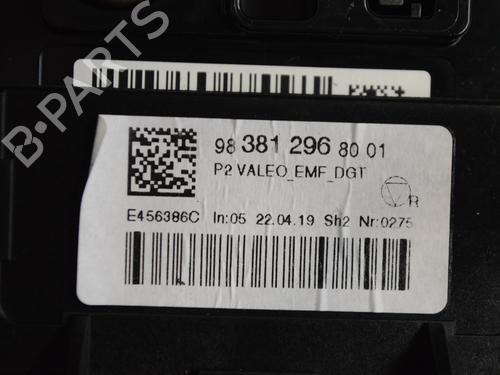 B-PARTS
98 381 296 80 01
P2 VALEO_EMF_DGT
R
E456386C In:05 22.04.19 Sh2 Nr:0275